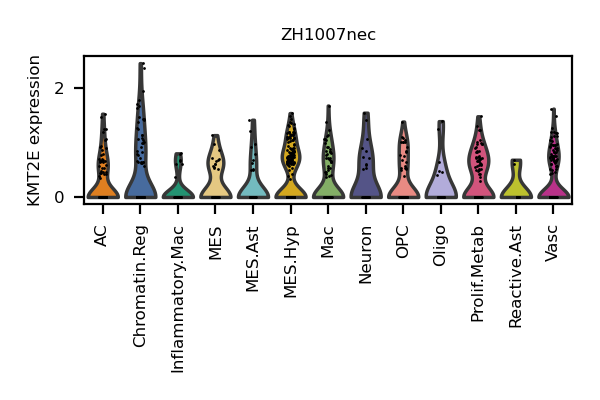 ZH1007nec
KMT2E expression
2
0
AC
Chromatin.Reg
Inflammatory.Mac
MES
MES.Ast
MES.Hyp
Mac
Neuron
OPC
Oligo
Prolif.Metab
Reactive.Ast
Vasc